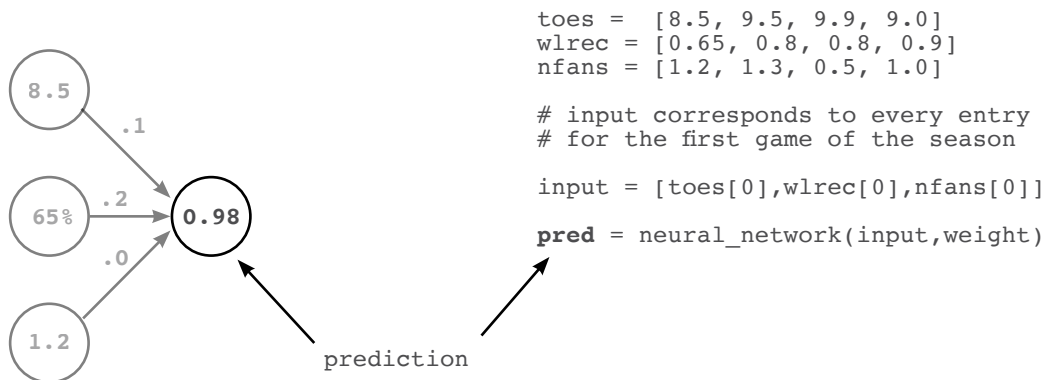 8.5
.1
65%
.2
0.98
.0
1.2
prediction
toes =  [8.5, 9.5, 9.9, 9.0]
wlrec = [0.65, 0.8, 0.8, 0.9]
nfans = [1.2, 1.3, 0.5, 1.0]
# input corresponds to every entry
# for the first game of the season
input = [toes[0],wlrec[0],nfans[0]]
pred = neural_network(input,weight)